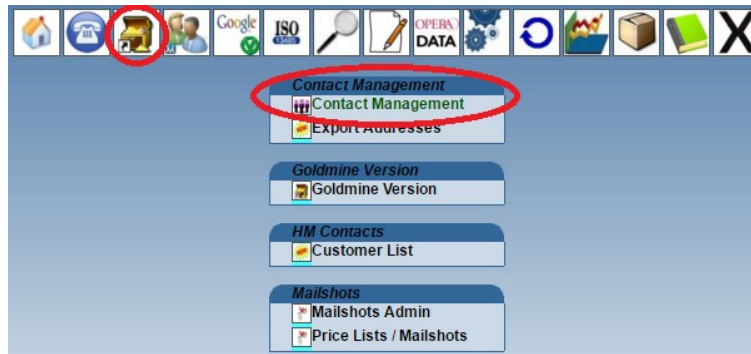 Google
ISO
13485
OPERA
DATA
M
X
Contact Management
Contact Management
Export Addresses
Goldmine Version
Goldmine Version
HM Contacts
Customer List
Mailshots
Mailshots Admin
Price Lists / Mailshots